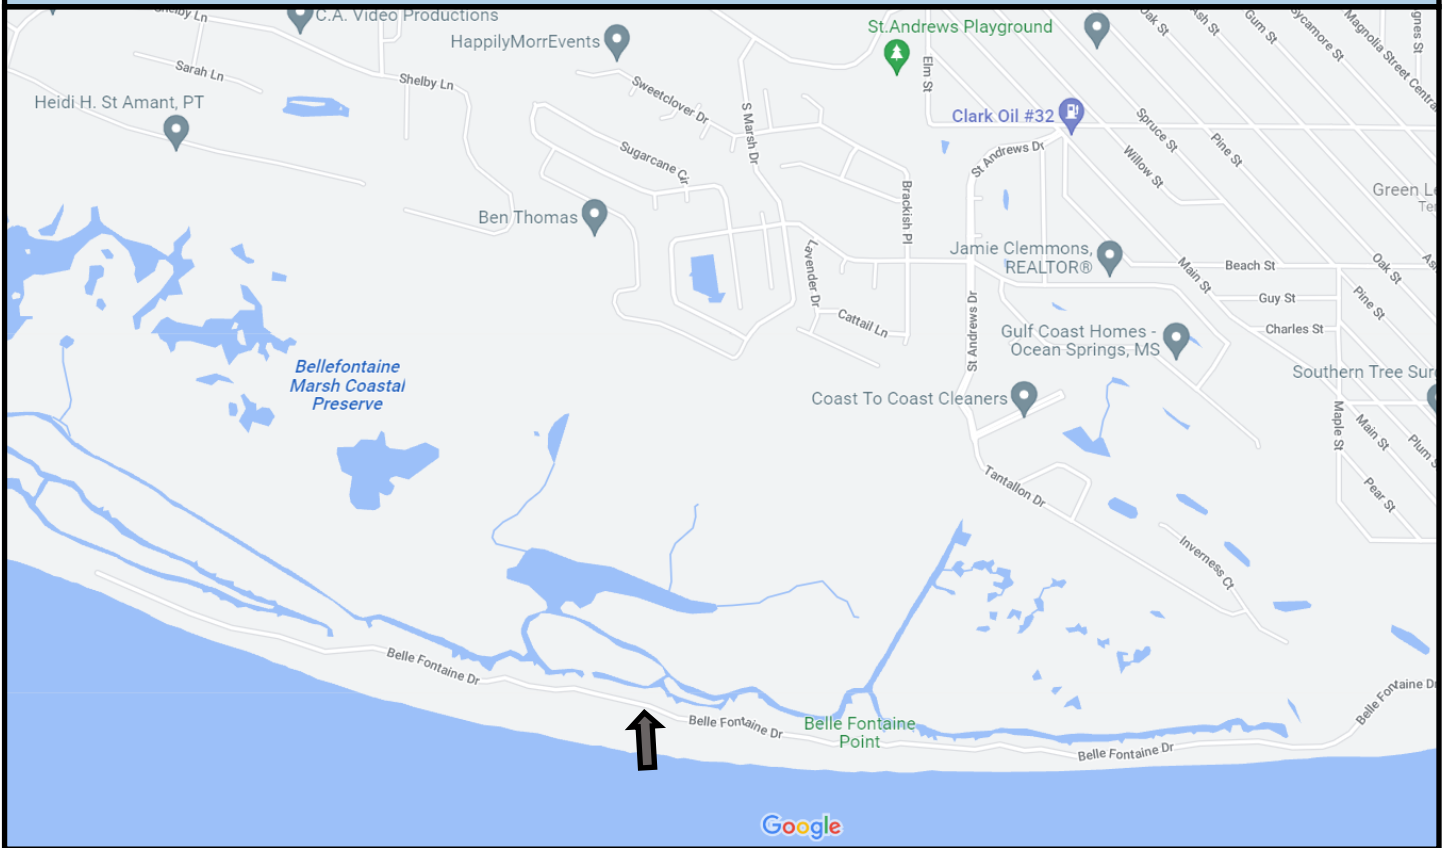 Shelby Ln
C.A. Video Productions
HappilyMorrEvents
St.Andrews Playground
Oak St
Ash St
Gum St
Sycamore St
Magnolia Street Central
gnes St
Sarah Ln
Shelby Ln
Sweetclover Dr
Elm St
Heidi H. St Amant, PT
S Marsh Dr
Clark Oil #32
Spruce St
Pine St
Sugarcane Cir
St Andrews Dr
Willow St
Brackish Pl
Green Le
Ter
Ben Thomas
Lavender Dr
Jamie Clemmons,
REALTOR®
Main St
Beach St
Oak St
Ash
Guy St
Pine St
Cattail Ln
St Andrews Dr
Gulf Coast Homes -
Ocean Springs, MS
Charles St
Bellefontaine
Marsh Coastal
Preserve
Southern Tree Surg
Coast To Coast Cleaners
Maple St
Main St
Plum S
Tantallon Dr
Pear St
Inverness Ct
Belle Fontaine Dr
Belle Fontaine Dr
Belle Fontaine
Point
Belle Fontaine Dr
Belle Fontaine Dr
Google